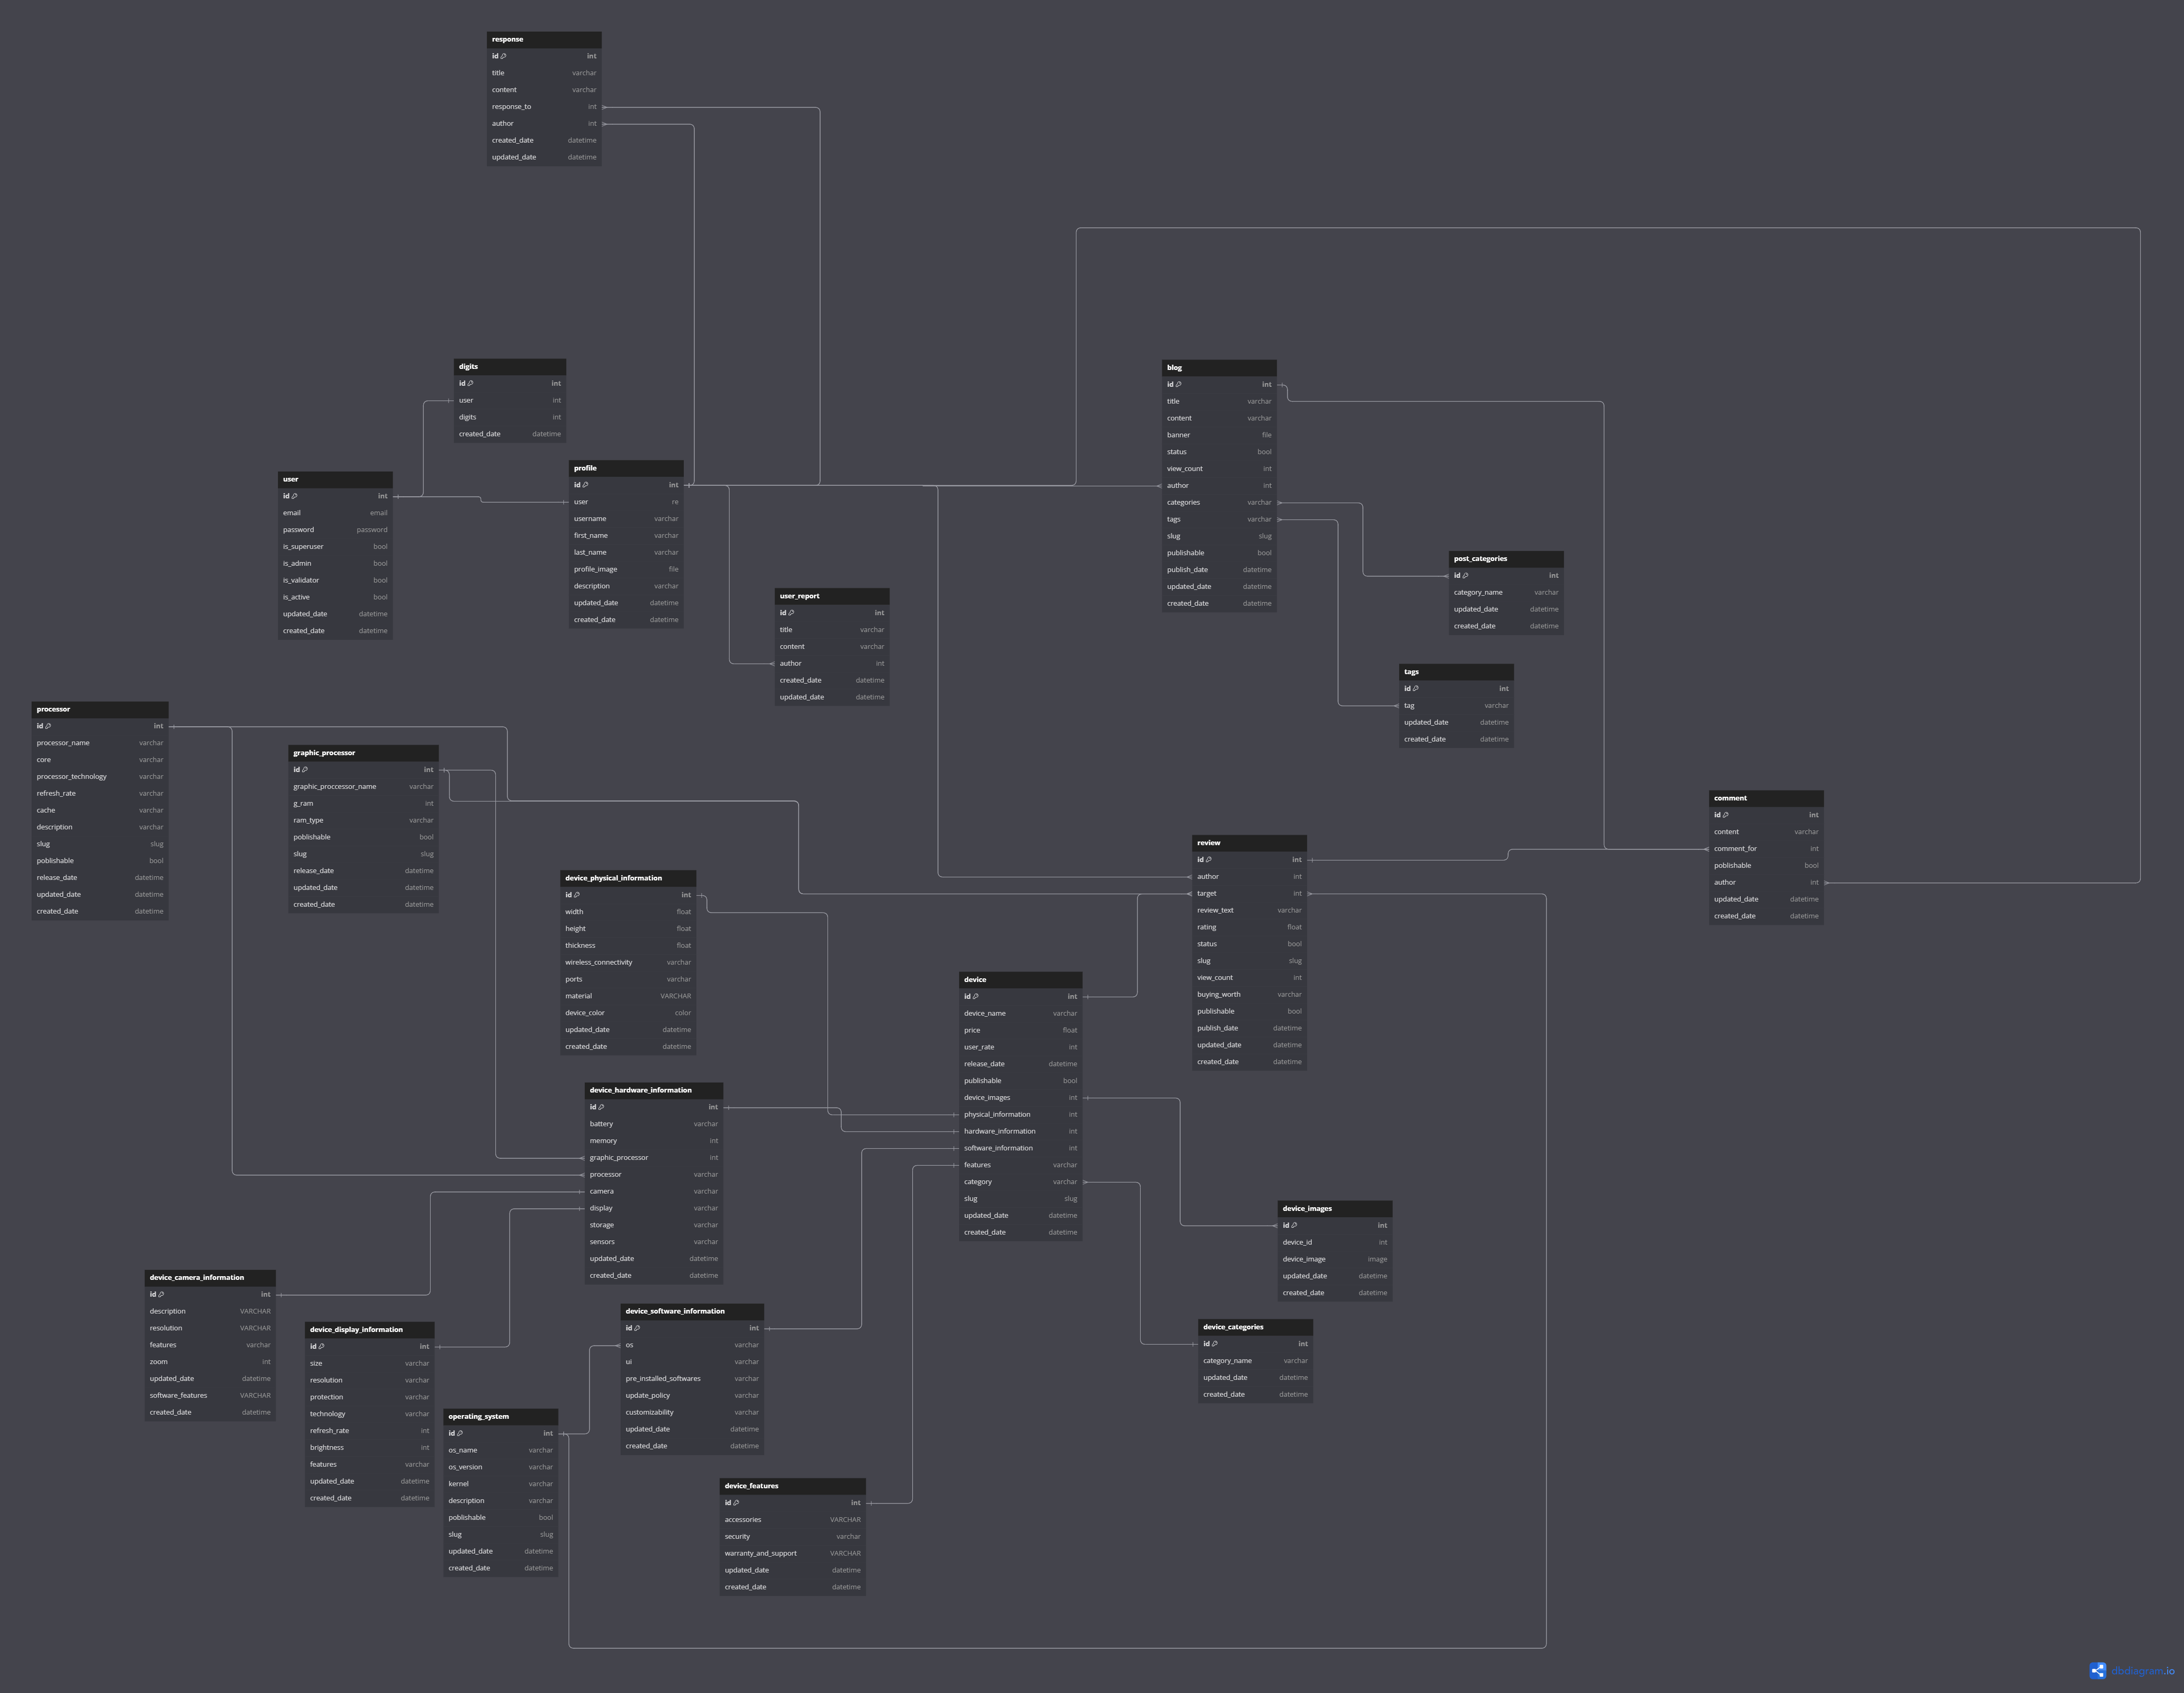 response
id int
title varchar
content varchar
response_to int
author int
created_date datetime
updated_date datetime
digits
id int
user int
digits int
created_date datetime
blog
id int
title varchar
content varchar
banner file
status bool
view_count int
author int
categories varchar
tags varchar
slug slug
publishable bool
publish_date datetime
updated_date datetime
created_date datetime
user
id int
email email
password password
is_superuser bool
is_admin bool
is_validator bool
is_active bool
updated_date datetime
created_date datetime
profile
id int
user re
username varchar
first_name varchar
last_name varchar
profile_image file
description varchar
updated_date datetime
created_date datetime
user_report
id int
title varchar
content varchar
author int
created_date datetime
updated_date datetime
post_categories
id int
category_name varchar
updated_date datetime
created_date datetime
tags
id int
tag varchar
updated_date datetime
created_date datetime
processor
id int
processor_name varchar
core varchar
processor_technology varchar
refresh_rate varchar
cache varchar
description varchar
slug slug
poblishable bool
release_date datetime
updated_date datetime
created_date datetime
graphic_processor
id int
graphic_proccessor_name varchar
g_ram int
ram_type varchar
poblishable bool
slug slug
release_date datetime
updated_date datetime
created_date datetime
comment
id int
content varchar
comment_for int
poblishable bool
author int
updated_date datetime
created_date datetime
review
id int
author int
target int
review_text varchar
rating float
status bool
slug slug
view_count int
buying_worth varchar
publishable bool
publish_date datetime
updated_date datetime
created_date datetime
device_physical_information
id int
width float
height float
thickness float
wireless_connectivity varchar
ports varchar
material VARCHAR
device_color color
updated_date datetime
created_date datetime
device
id int
device_name varchar
price float
user_rate int
release_date datetime
publishable bool
device_images int
physical_information int
hardware_information int
software_information int
features varchar
category varchar
slug slug
updated_date datetime
created_date datetime
device_hardware_information
id int
battery varchar
memory int
graphic_processor int
processor varchar
camera varchar
display varchar
storage varchar
sensors varchar
updated_date datetime
created_date datetime
device_images
id int
device_id int
device_image image
updated_date datetime
created_date datetime
device_camera_information
id int
description VARCHAR
resolution VARCHAR
features varchar
zoom int
updated_date datetime
software_features VARCHAR
created_date datetime
device_display_information
id int
size varchar
resolution varchar
protection varchar
technology varchar
refresh_rate int
brightness int
features varchar
updated_date datetime
created_date datetime
device_software_information
id int
os varchar
ui varchar
pre_installed_softwares varchar
update_policy varchar
customizability varchar
updated_date datetime
created_date datetime
device_categories
id int
category_name varchar
updated_date datetime
created_date datetime
operating_system
id int
os_name varchar
os_version varchar
kernel varchar
description varchar
poblishable bool
slug slug
updated_date datetime
created_date datetime
device_features
id int
accessories VARCHAR
security varchar
warranty_and_support VARCHAR
updated_date datetime
created_date datetime
dbdiagram.io